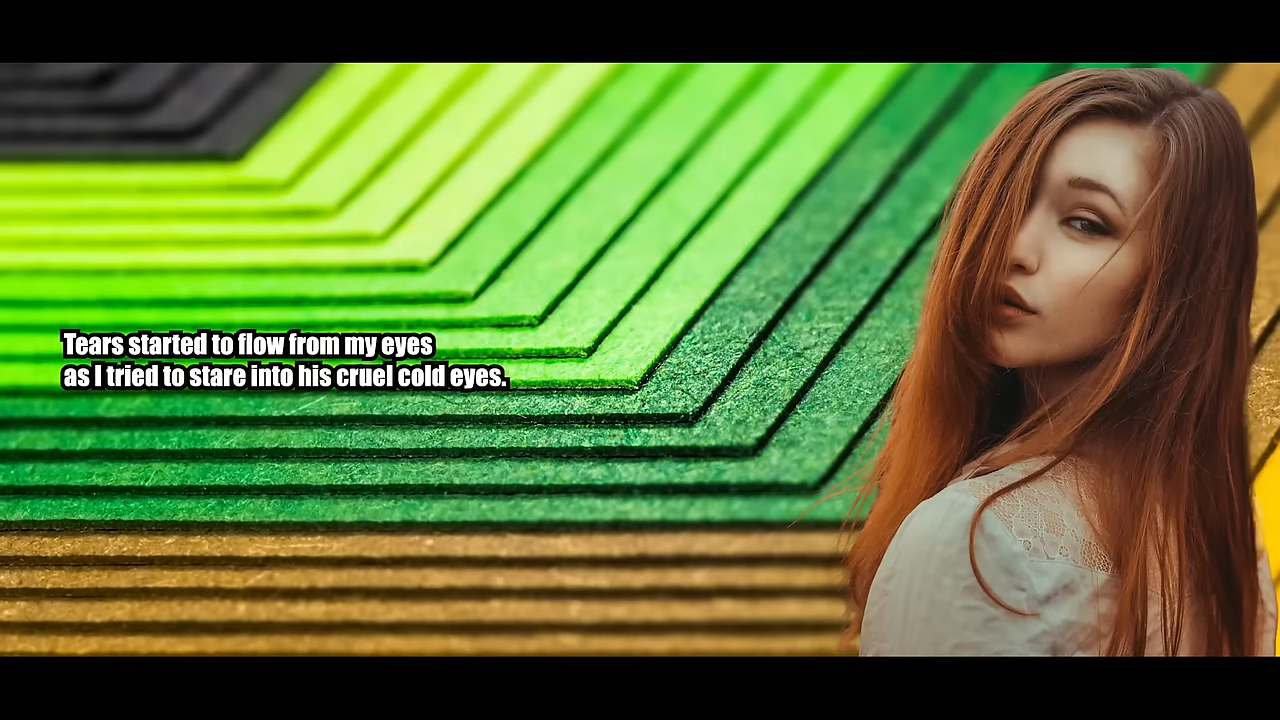 Tears started to flow from my eyes
as I tried to stare into his cruel cold eyes.